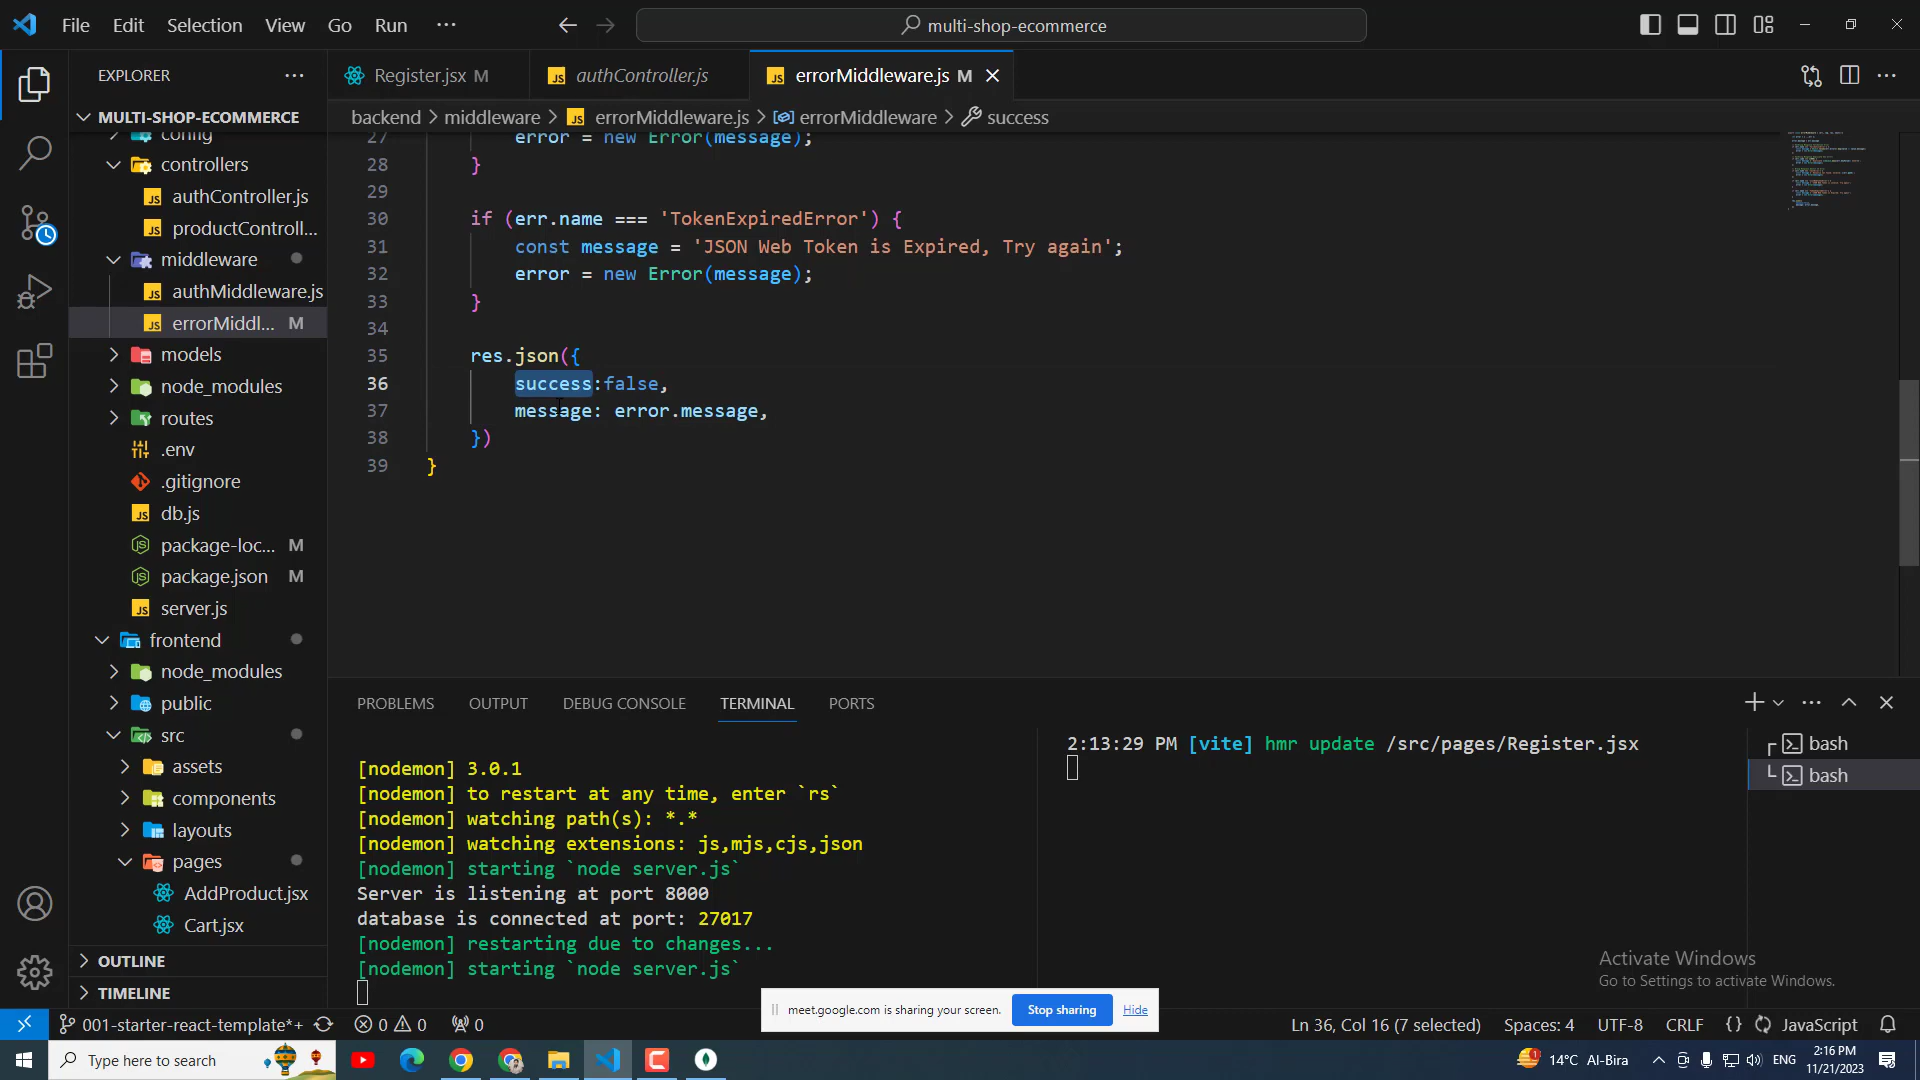 File Edit Selection View Go Run
multi-shop-ecommerce
EXPLORER
Register.jsx M
authController.js
errorMiddleware.js M
MULTI-SHOP-ECOMMERCE
backend > middleware > errorMiddleware.js > errorMiddleware > success
config
controllers
authController.js
productControll...
middleware
authMiddleware.js
errorMiddl... M
models
node_modules
routes
.env
.gitignore
db.js
package-loc... M
package.json M
server.js
frontend
node_modules
public
src
assets
components
layouts
pages
AddProduct.jsx
Cart.jsx
OUTLINE
TIMELINE
27 error = new Error(message);
28 }
29
30 if (err.name === 'TokenExpiredError') {
31 const message = 'JSON Web Token is Expired, Try again';
32 error = new Error(message);
33 }
34
35 res.json({
36 success:false,
37 message: error.message,
38 })
39 }
PROBLEMS OUTPUT DEBUG CONSOLE TERMINAL PORTS
[nodemon] 3.0.1
[nodemon] to restart at any time, enter `rs`
[nodemon] watching path(s): *.*
[nodemon] watching extensions: js,mjs,cjs,json
[nodemon] starting `node server.js`
Server is listening at port 8000
database is connected at port: 27017
[nodemon] restarting due to changes...
[nodemon] starting `node server.js`
2:13:29 PM [vite] hmr update /src/pages/Register.jsx
bash
bash
Activate Windows
Go to Settings to activate Windows.
meet.google.com is sharing your screen. Stop sharing Hide
001-starter-react-template*+ 0 0 0
Ln 36, Col 16 (7 selected) Spaces: 4 UTF-8 CRLF {} JavaScript
Type here to search
1 14°C Al-Bira ENG
2:16 PM
11/21/2023